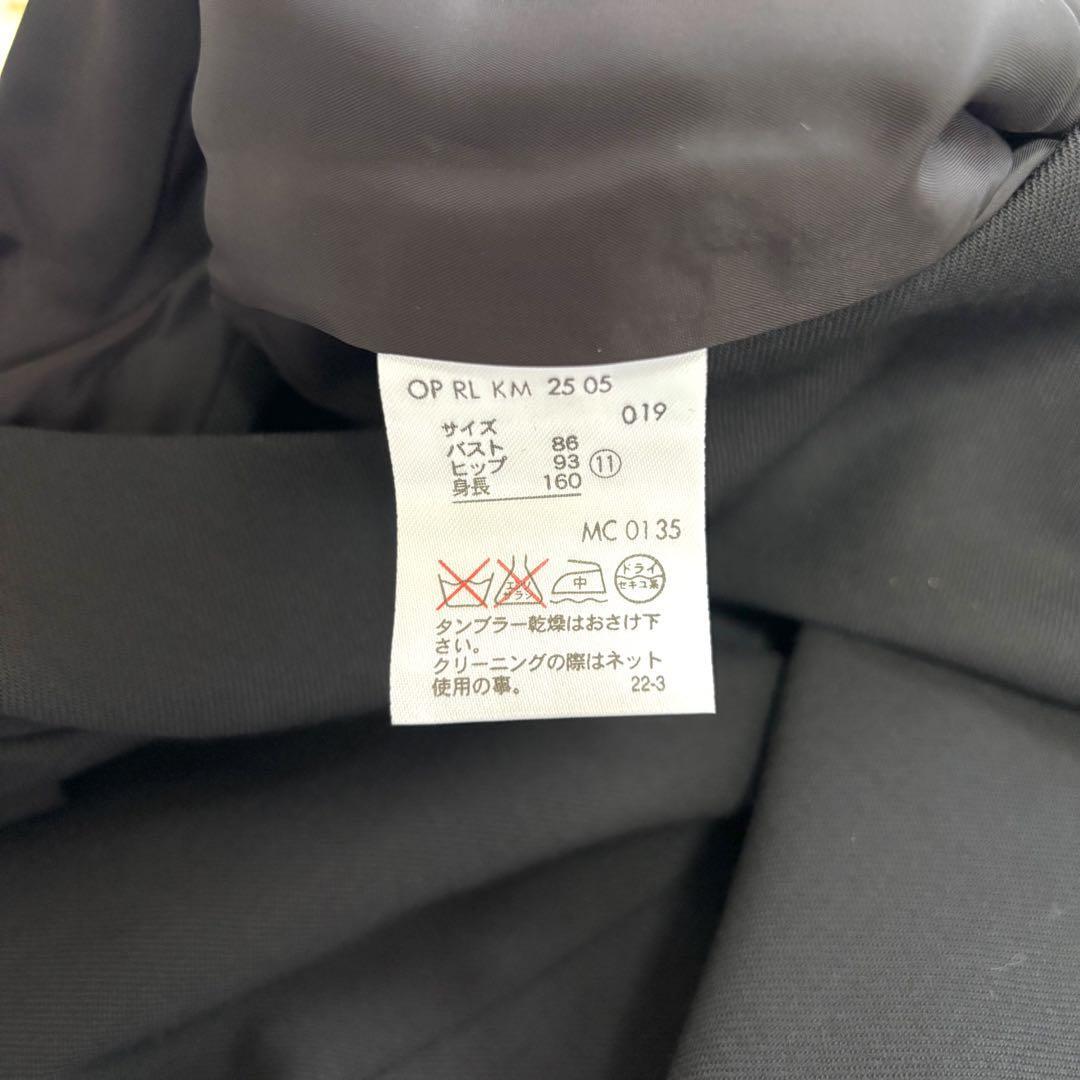 OP RL KM 25 05
019
サイズ
バスト 86
ヒップ 93 ⑪
身長 160
MC 0135
エンソ サラシ 中 ドライ セキユ系
タンブラー乾燥はおさけ下
さい。
クリーニングの際はネット
使用の事。 22-3